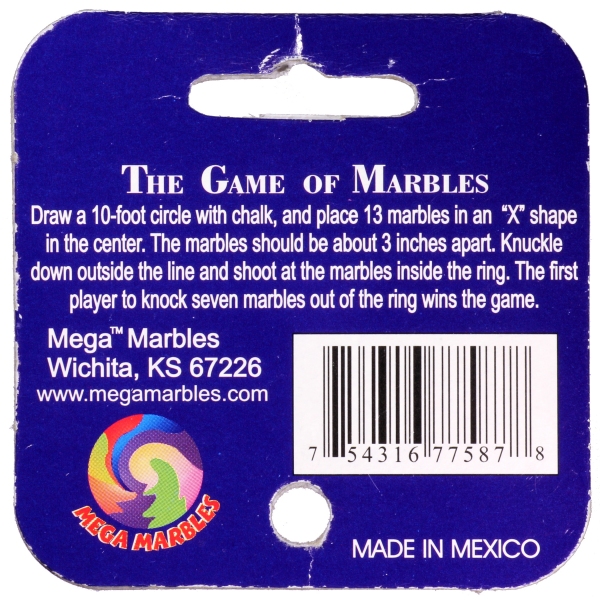 THE GAME OF MARBLES
Draw a 10-foot circle with chalk, and place 13 marbles in an "X" shape
in the center. The marbles should be about 3 inches apart. Knuckle
down outside the line and shoot at the marbles inside the ring. The first
player to knock seven marbles out of the ring wins the game.
Mega™ Marbles
Wichita, KS 67226
www.megamarbles.com
7 54316 77587 8
MEGA MARBLES
MADE IN MEXICO